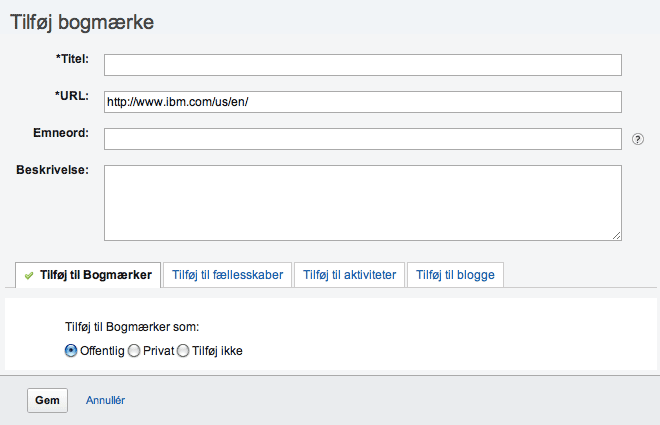 Tilføj bogmærke
*Titel:
*URL: http://www.ibm.com/us/en/
Emneord: ?
Beskrivelse:
Tilføj til Bogmærker Tilføj til fællesskaber Tilføj til aktiviteter Tilføj til blogge
Tilføj til Bogmærker som:
Offentlig Privat Tilføj ikke
Gem Annullér